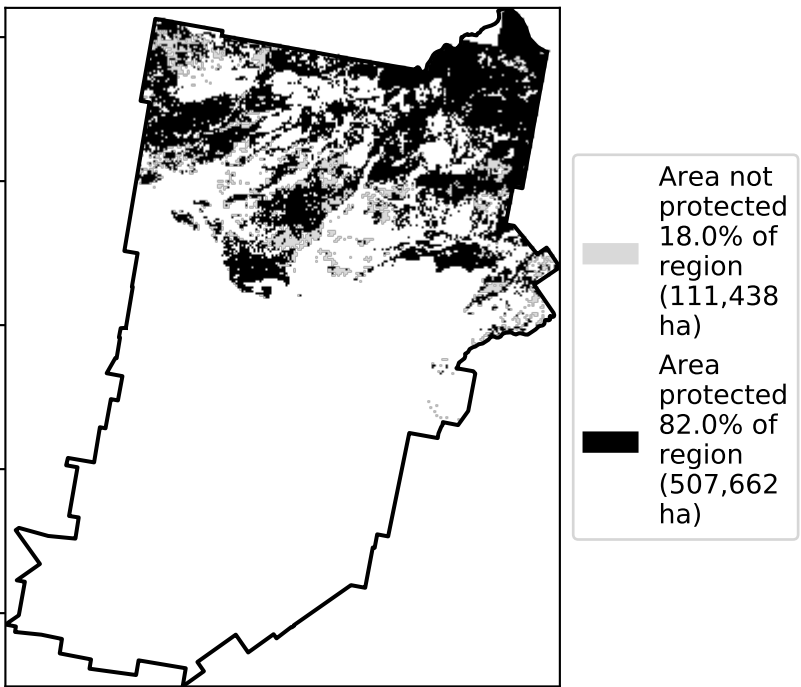 Area not
protected
18.0% of
region
(111,438
ha)
Area
protected
82.0% of
region
(507,662
ha)